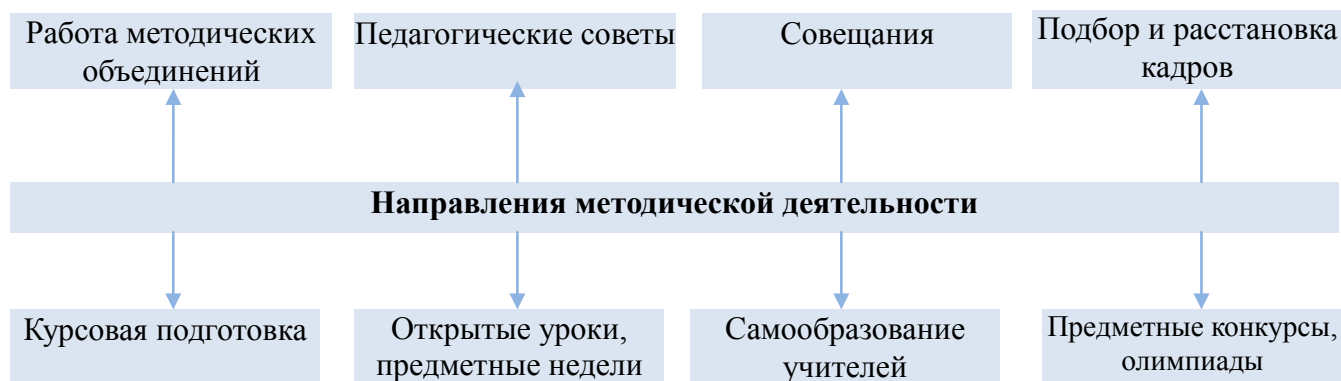 Работа методических
объединений
Педагогические советы
Совещания
Подбор и расстановка
кадров
Направления методической деятельности
Курсовая подготовка
Открытые уроки,
предметные недели
Самообразование
учителей
Предметные конкурсы,
олимпиады